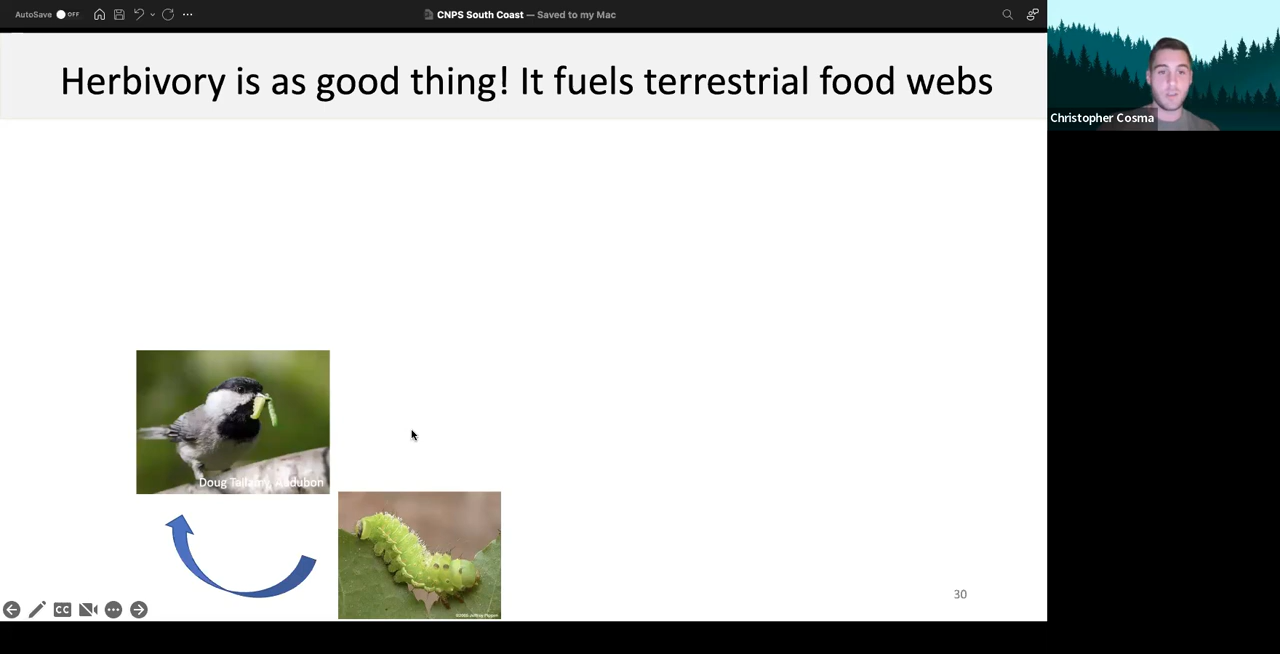 AutoSave OFF
CNPS South Coast — Saved to my Mac
Herbivory is as good thing! It fuels terrestrial food webs
Christopher Cosma
Doug Tallamy, Audubon
CC
30